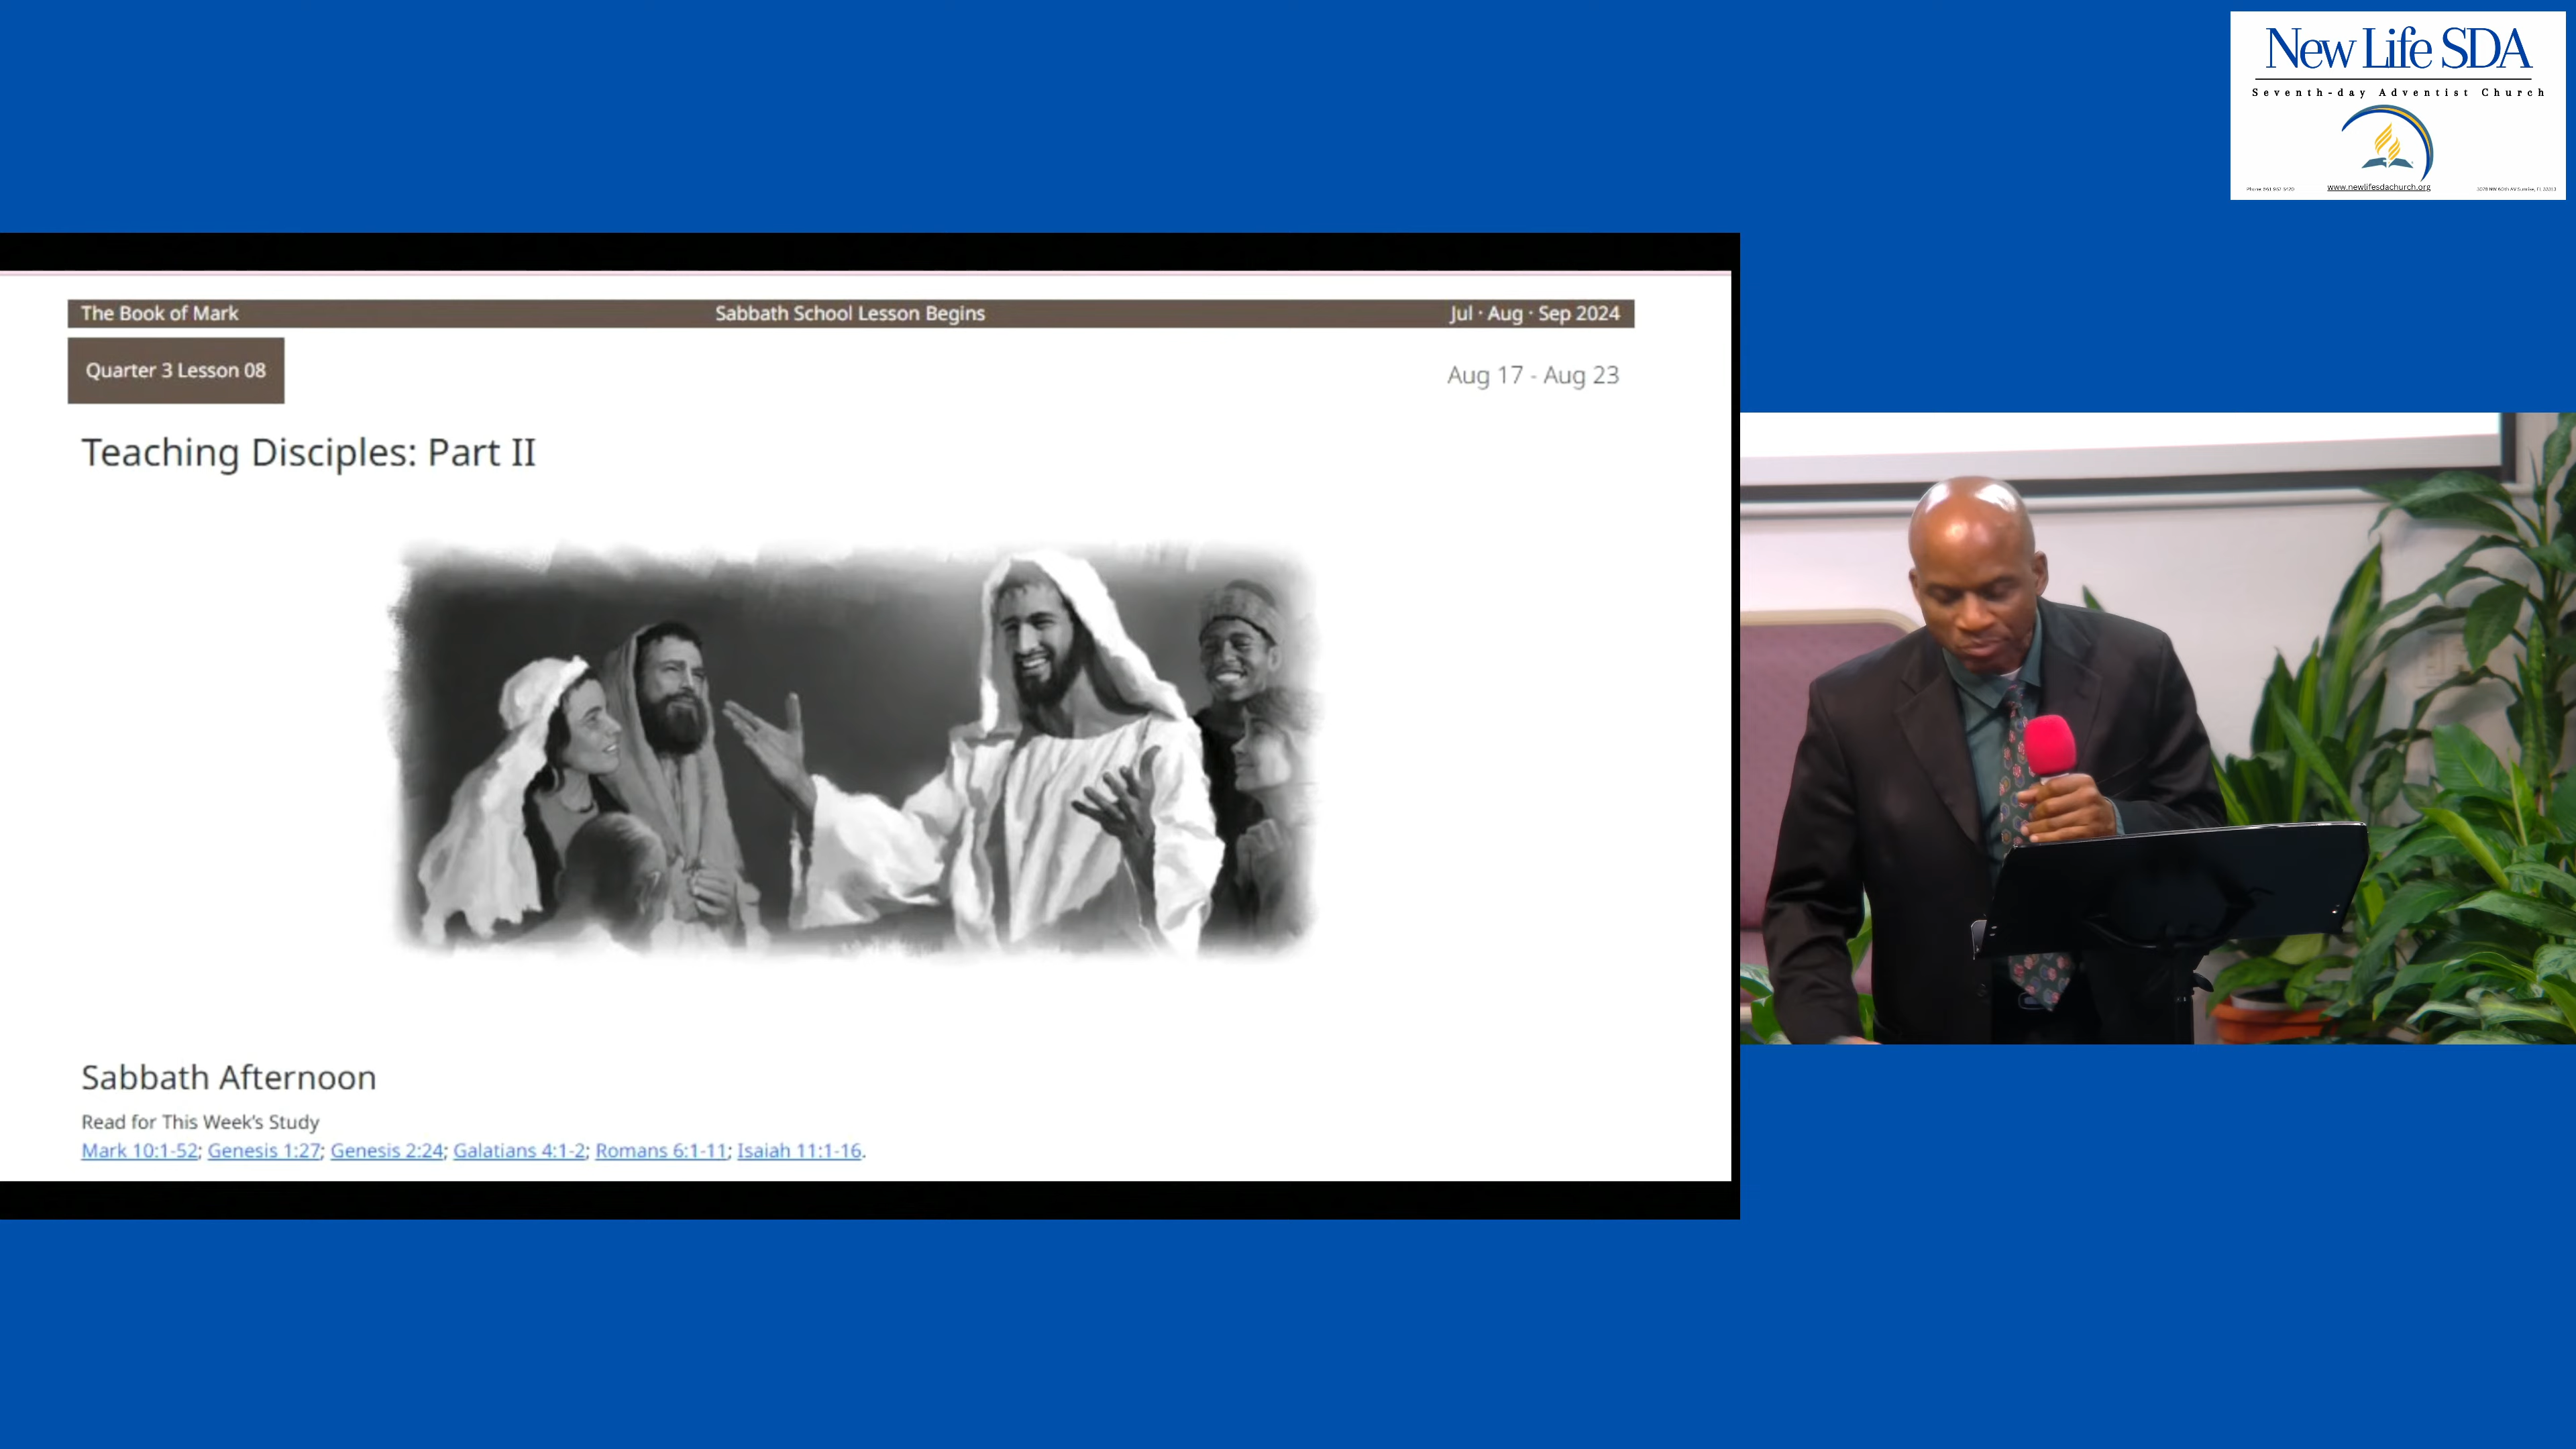 New Life SDA
Seventh-day Adventist Church
www.newlifesdachurch.org
The Book of Mark Sabbath School Lesson Begins Jul · Aug · Sep 2024
Quarter 3 Lesson 08
Aug 17 - Aug 23
Teaching Disciples: Part II
Sabbath Afternoon
Read for This Week's Study
Mark 10:1-52; Genesis 1:27; Genesis 2:24; Galatians 4:1-2; Romans 6:1-11; Isaiah 11:1-16.